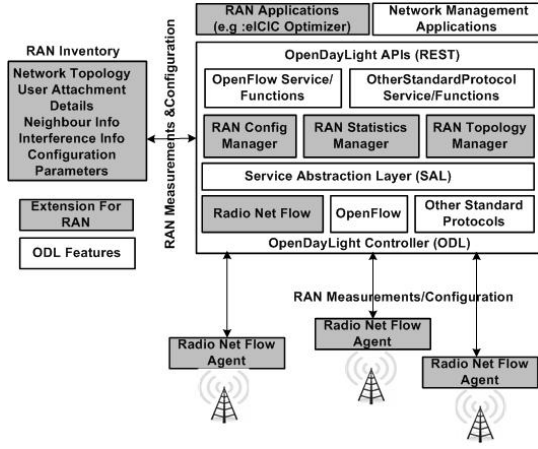 RAN Applications
(e.g :eICIC Optimizer)
Network Management
Applications
RAN Inventory
Network Topology
User Attachment
Details
Neighbour Info
Interference Info
Configuration
Parameters
Extension For
RAN
ODL Features
RAN Measurements &Configuration
OpenDayLight APIs (REST)
OpenFlow Service/
Functions
OtherStandardProtocol
Service/Functions
RAN Config
Manager
RAN Statistics
Manager
RAN Topology
Manager
Service Abstraction Layer (SAL)
Radio Net Flow
OpenFlow
Other Standard
Protocols
OpenDayLight Controller (ODL)
RAN Measurements/Configuration
Radio Net Flow
Agent
Radio Net Flow
Agent
Radio Net Flow
Agent